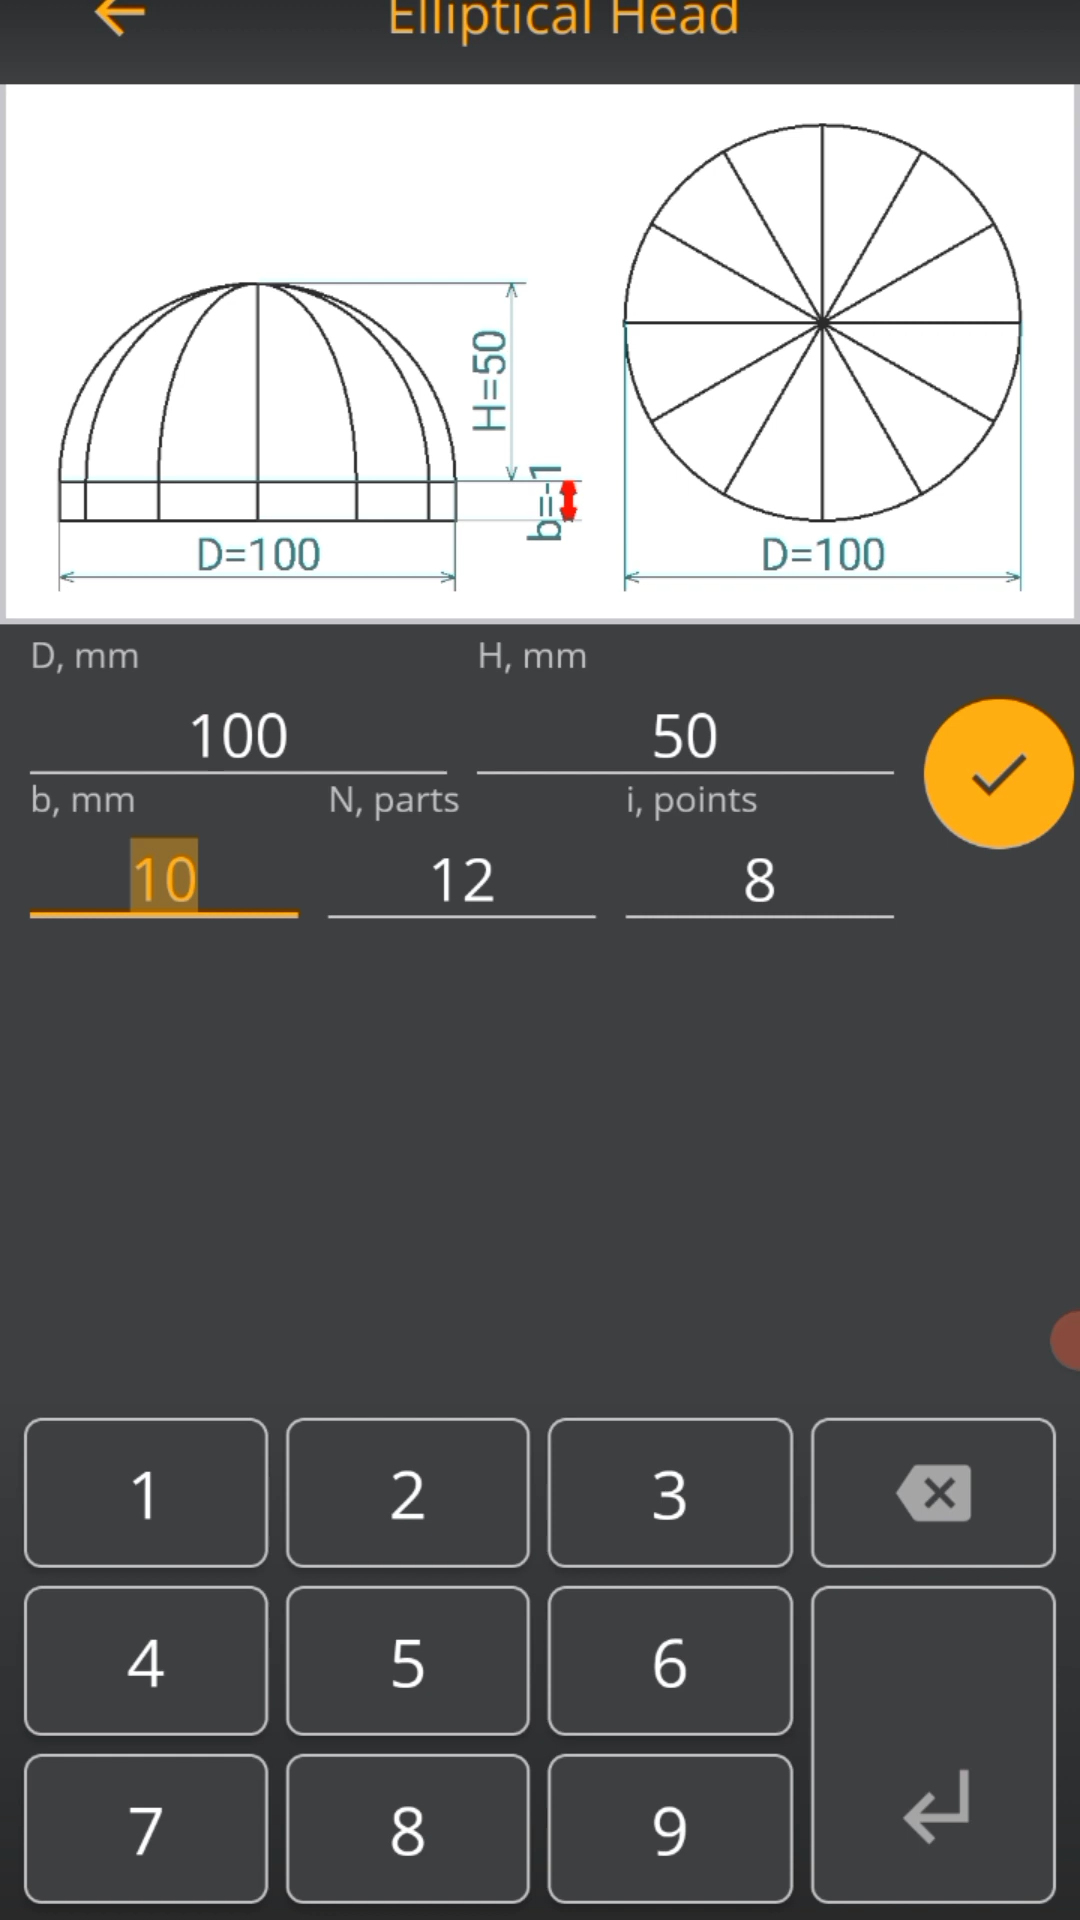 Elliptical Head
H=50
b=-1
D=100
D=100
D, mm
H, mm
100
50
b, mm
N, parts
i, points
10
12
8
1
2
3
4
5
6
7
8
9